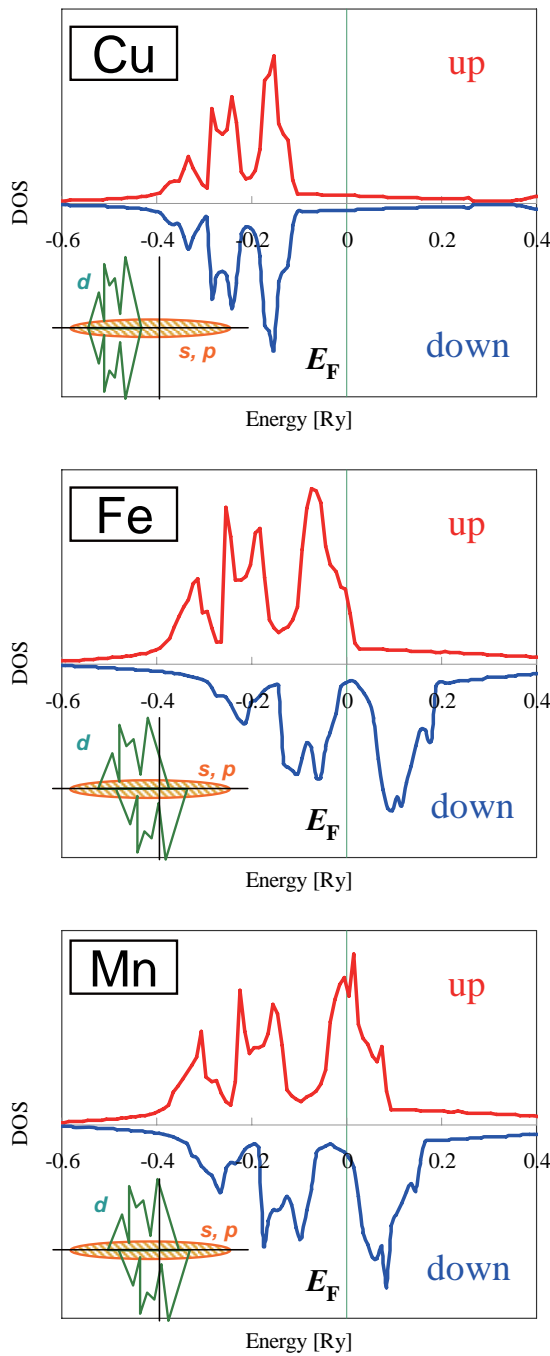 Cu
up
DOS
-0.6 -0.4 -0.2 0 0.2 0.4
d
s, p
E_F
down
Energy [Ry]
Fe
up
DOS
-0.6 -0.4 -0.2 0 0.2 0.4
d
s, p
E_F
down
Energy [Ry]
Mn
up
DOS
-0.6 -0.4 -0.2 0 0.2 0.4
d
s, p
E_F
down
Energy [Ry]